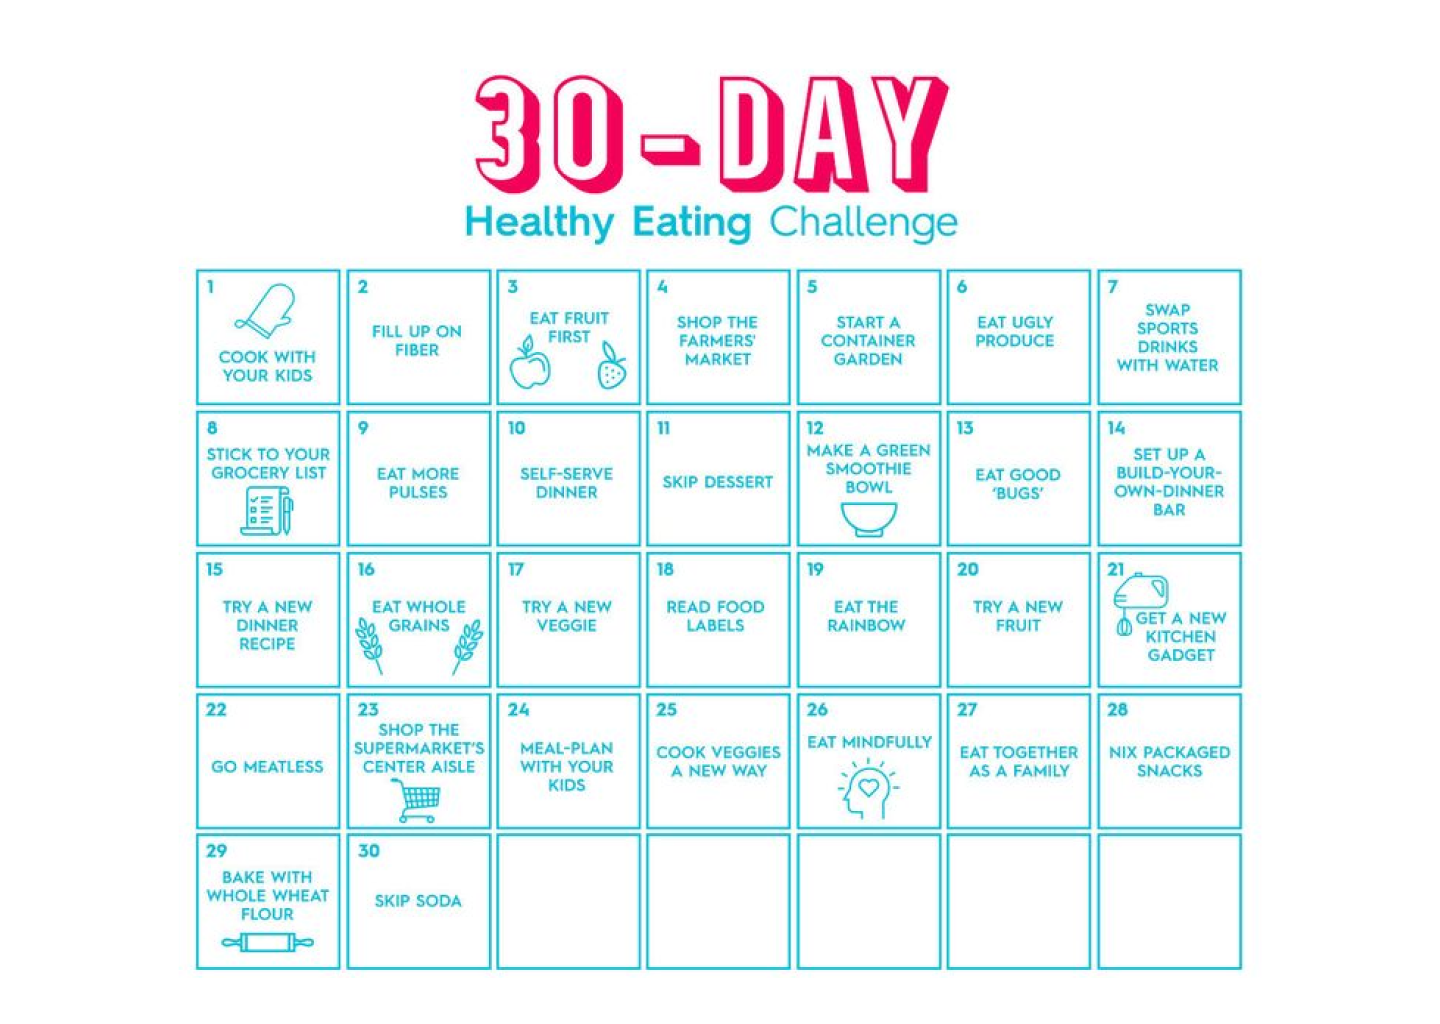 30-DAY
Healthy Eating Challenge
1
COOK WITH
YOUR KIDS
2
FILL UP ON
FIBER
3
EAT FRUIT
FIRST
4
SHOP THE
FARMERS'
MARKET
5
START A
CONTAINER
GARDEN
6
EAT UGLY
PRODUCE
7
SWAP
SPORTS
DRINKS
WITH WATER
8
STICK TO YOUR
GROCERY LIST
9
EAT MORE
PULSES
10
SELF-SERVE
DINNER
11
SKIP DESSERT
12
MAKE A GREEN
SMOOTHIE
BOWL
13
EAT GOOD
'BUGS'
14
SET UP A
BUILD-YOUR-
OWN-DINNER
BAR
15
TRY A NEW
DINNER
RECIPE
16
EAT WHOLE
GRAINS
17
TRY A NEW
VEGGIE
18
READ FOOD
LABELS
19
EAT THE
RAINBOW
20
TRY A NEW
FRUIT
21
GET A NEW
KITCHEN
GADGET
22
GO MEATLESS
23
SHOP THE
SUPERMARKET'S
CENTER AISLE
24
MEAL-PLAN
WITH YOUR
KIDS
25
COOK VEGGIES
A NEW WAY
26
EAT MINDFULLY
27
EAT TOGETHER
AS A FAMILY
28
NIX PACKAGED
SNACKS
29
BAKE WITH
WHOLE WHEAT
FLOUR
30
SKIP SODA